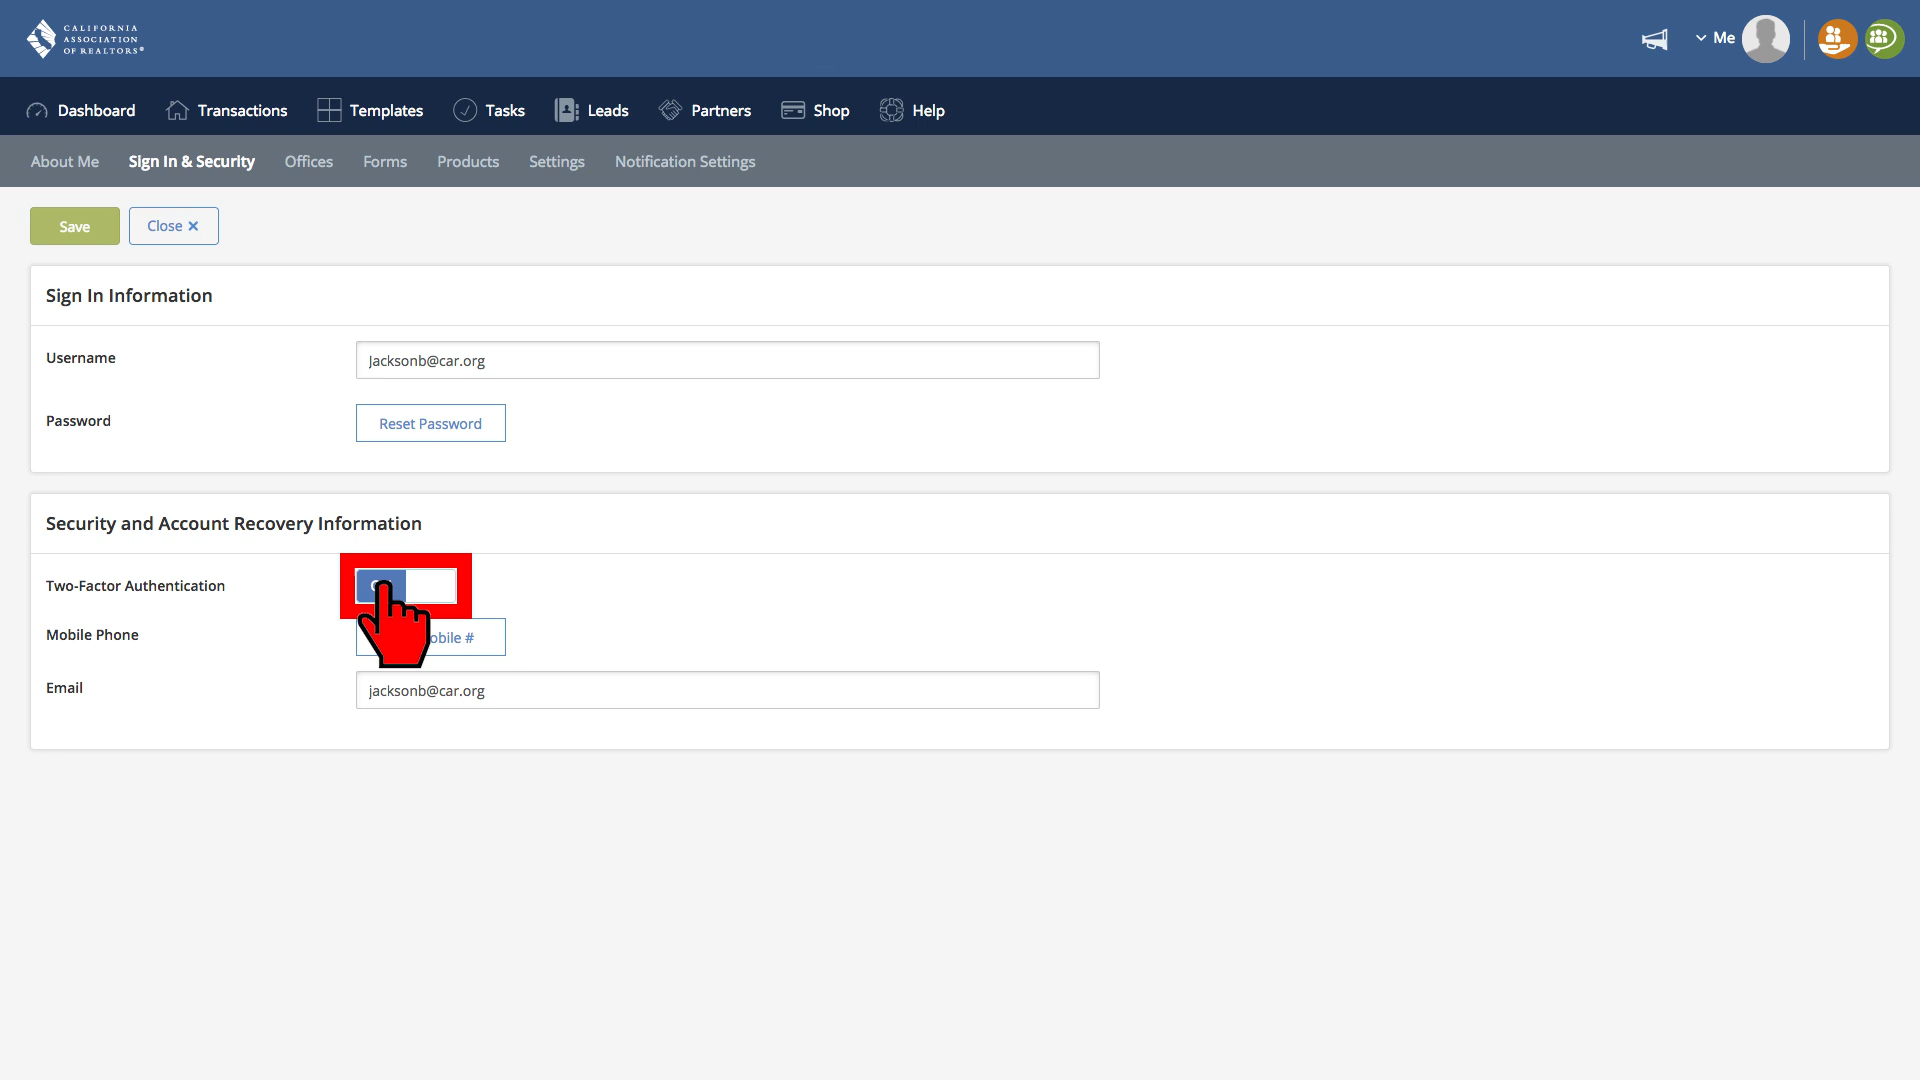 CALIFORNIA
ASSOCIATION
OF REALTORS®
Me
Dashboard Transactions Templates Tasks Leads Partners Shop Help
About Me Sign In & Security Offices Forms Products Settings Notification Settings
Save Close ×
Sign In Information
Username Jacksonb@car.org
Password Reset Password
Security and Account Recovery Information
Two-Factor Authentication
Mobile Phone obile #
Email jacksonb@car.org